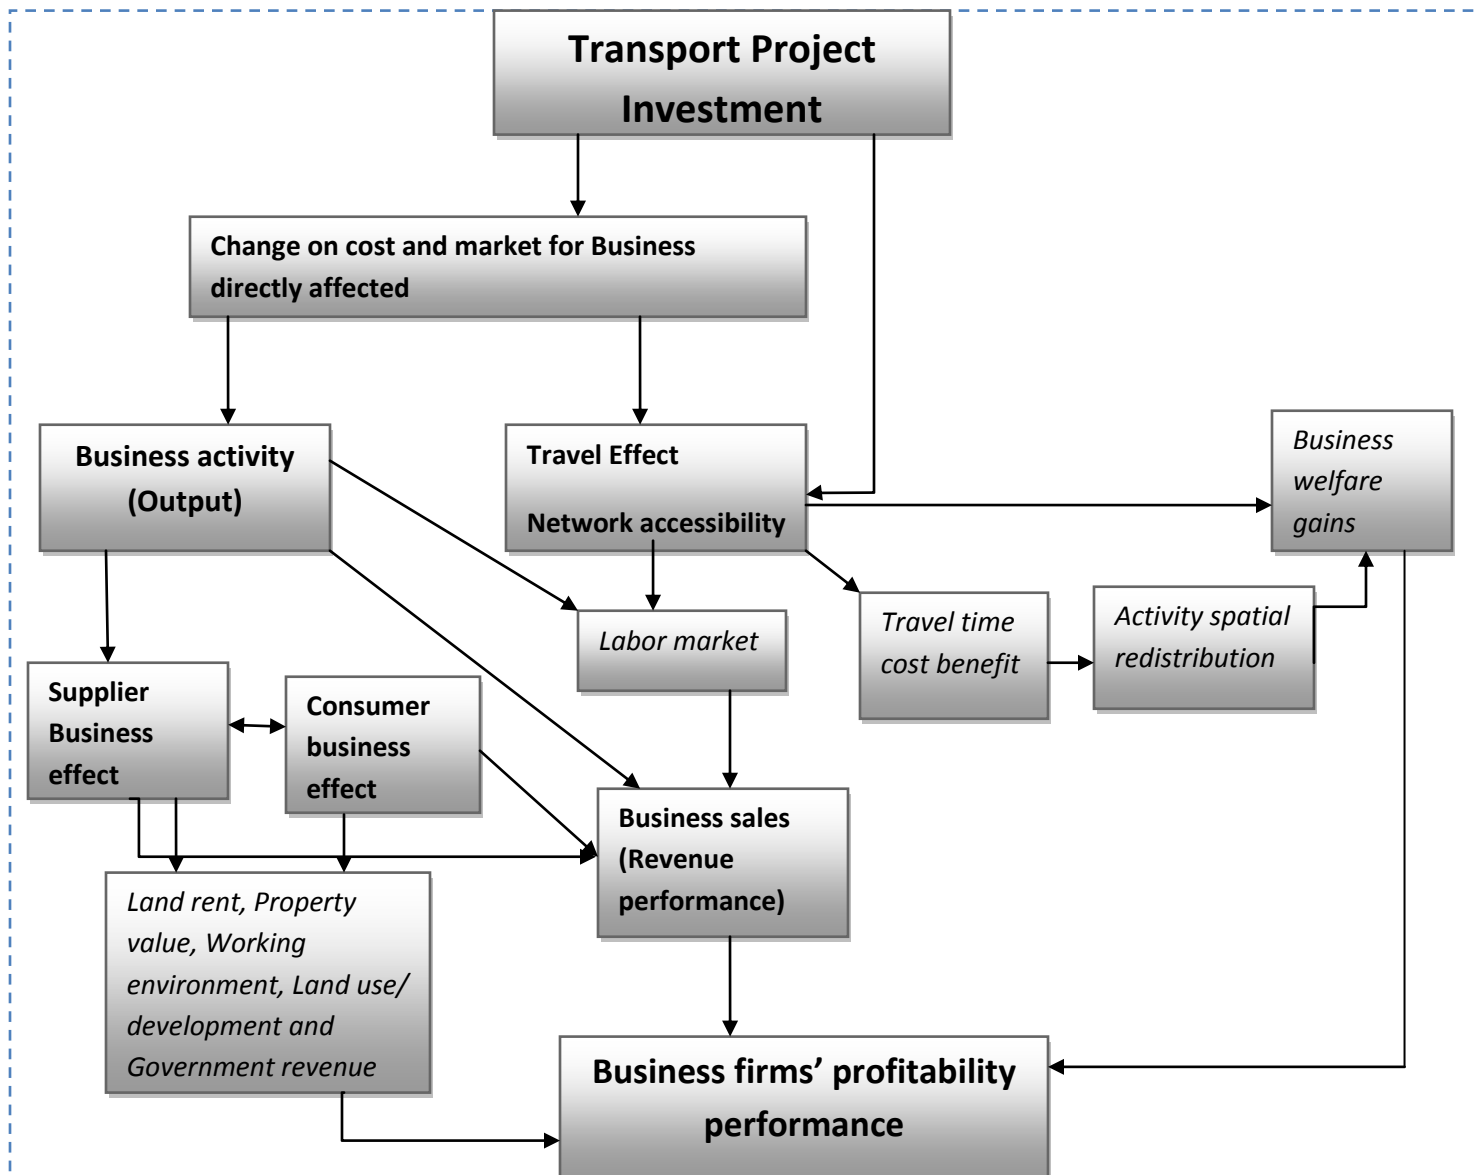 Transport Project
Investment
Change on cost and market for Business
directly affected
Business activity
(Output)
Travel Effect
Network accessibility
Business
welfare
gains
Labor market
Travel time
cost benefit
Activity spatial
redistribution
Supplier
Business
effect
Consumer
business
effect
Business sales
(Revenue
performance)
Land rent, Property
value, Working
environment, Land use/
development and
Government revenue
Business firms’ profitability
performance